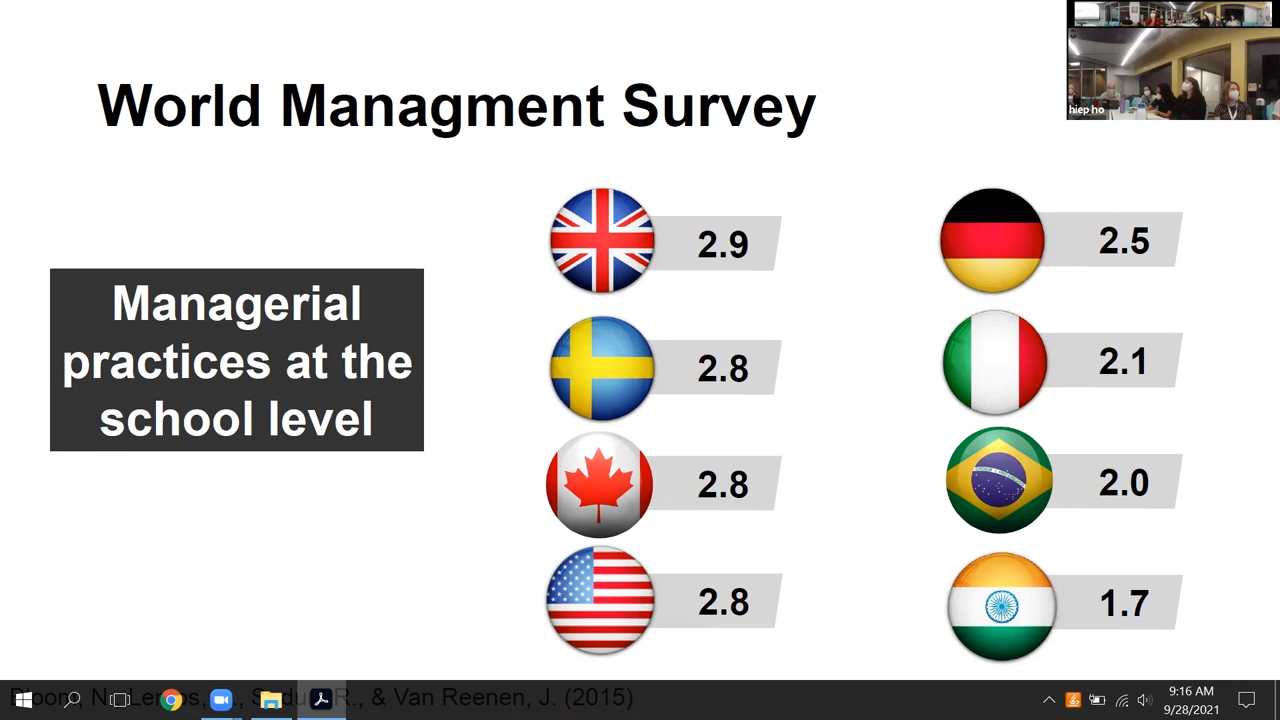 World Managment Survey
hiep ho
Managerial
practices at the
school level
2.9
2.8
2.8
2.8
2.5
2.1
2.0
1.7
& Van Reenen, J. (2015)
9:16 AM
9/28/2021